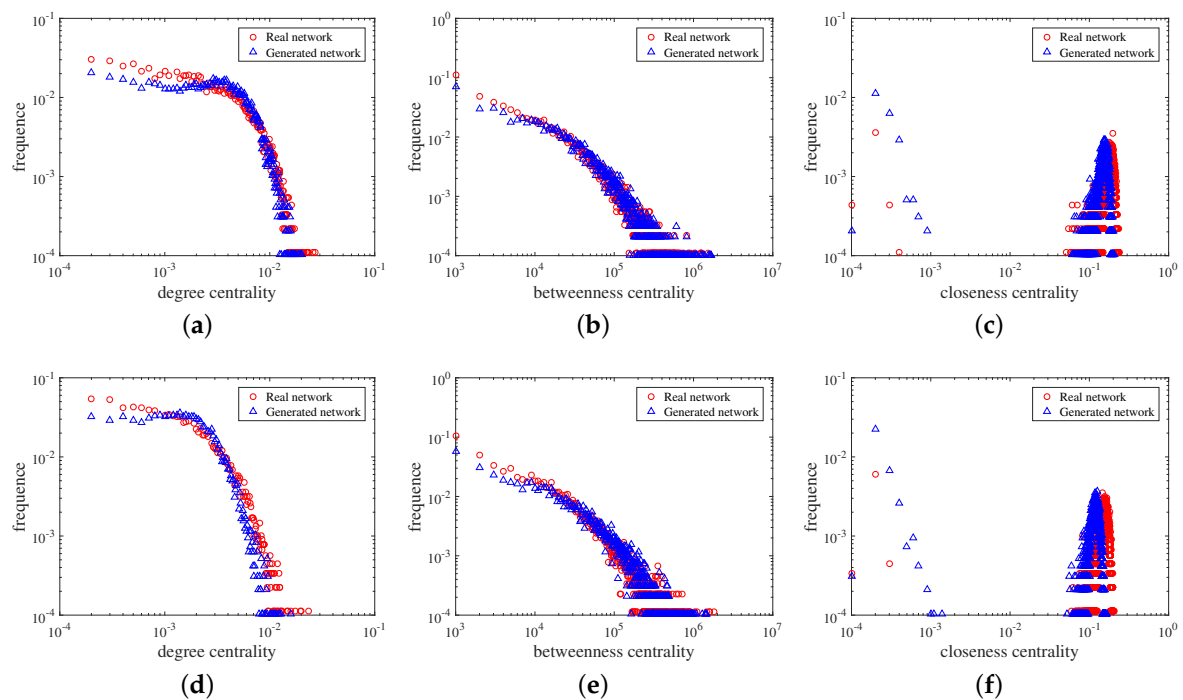 10^-1
10^-2
10^-3
10^-4
frequence
10^-4
10^-3
10^-2
10^-1
degree centrality
Real network
Generated network
(a)
10^0
10^-1
10^-2
10^-3
10^-4
frequence
10^3
10^4
10^5
10^6
10^7
betweenness centrality
Real network
Generated network
(b)
10^-1
10^-2
10^-3
10^-4
frequence
10^-4
10^-3
10^-2
10^-1
10^0
closeness centrality
Real network
Generated network
(c)
10^-1
10^-2
10^-3
10^-4
frequence
10^-4
10^-3
10^-2
10^-1
degree centrality
Real network
Generated network
(d)
10^0
10^-1
10^-2
10^-3
10^-4
frequence
10^3
10^4
10^5
10^6
10^7
betweenness centrality
Real network
Generated network
(e)
10^-1
10^-2
10^-3
10^-4
frequence
10^-4
10^-3
10^-2
10^-1
10^0
closeness centrality
Real network
Generated network
(f)